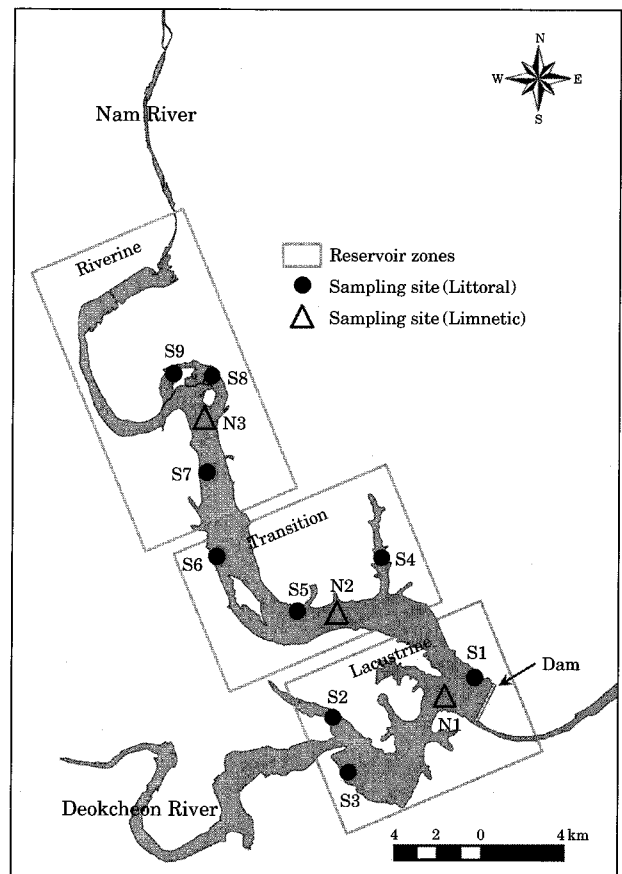 N
W E
S
Nam River
Riverine
Reservoir zones
Sampling site (Littoral)
Sampling site (Limnetic)
S9
S8
N3
S7
Transition
S6
S4
S5
N2
Lacustrine
S1
Dam
S2
N1
S3
Deokcheon River
4 2 0 4 km